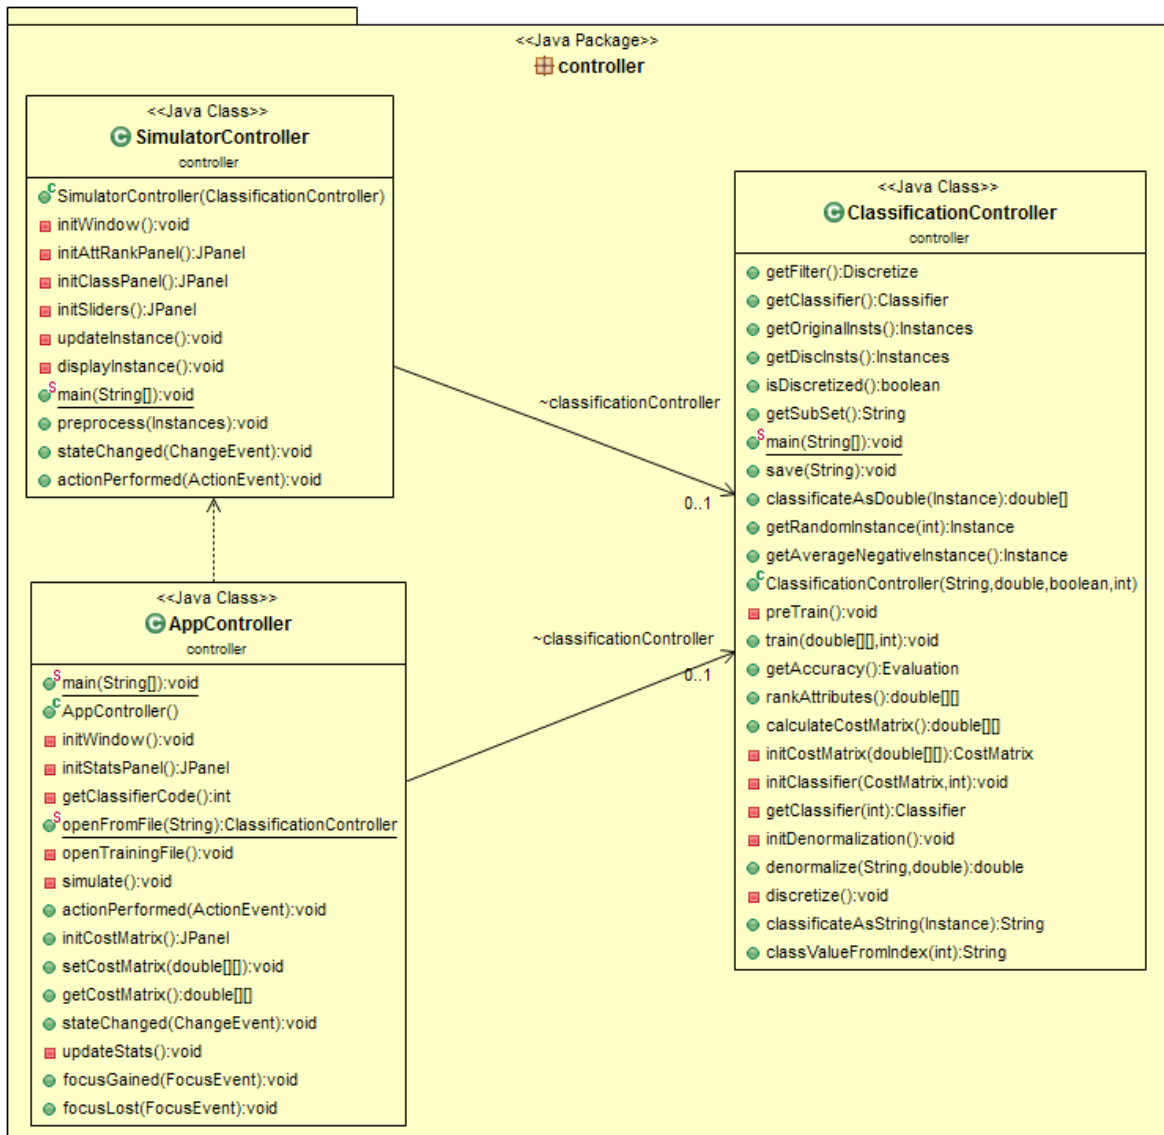 <<Java Package>>
controller
<<Java Class>>
SimulatorController
controller
SimulatorController(ClassificationController)
initWindow():void
initAttRankPanel():JPanel
initClassPanel():JPanel
initSliders():JPanel
updateInstance():void
displayInstance():void
main(String[]):void
preprocess(Instances):void
stateChanged(ChangeEvent):void
actionPerformed(ActionEvent):void
<<Java Class>>
AppController
controller
main(String[]):void
AppController()
initWindow():void
initStatsPanel():JPanel
getClassifierCode():int
openFromFile(String):ClassificationController
openTrainingFile():void
simulate():void
actionPerformed(ActionEvent):void
initCostMatrix():JPanel
setCostMatrix(double[][]):void
getCostMatrix():double[][]
stateChanged(ChangeEvent):void
updateStats():void
focusGained(FocusEvent):void
focusLost(FocusEvent):void
~classificationController
0..1
~classificationController
0..1
<<Java Class>>
ClassificationController
controller
getFilter():Discretize
getClassifier():Classifier
getOriginalInsts():Instances
getDiscInsts():Instances
isDiscretized():boolean
getSubSet():String
main(String[]):void
save(String):void
classificateAsDouble(Instance):double[]
getRandomInstance(int):Instance
getAverageNegativeInstance():Instance
ClassificationController(String,double,boolean,int)
preTrain():void
train(double[][],int):void
getAccuracy():Evaluation
rankAttributes():double[][]
calculateCostMatrix():double[][]
initCostMatrix(double[][]):CostMatrix
initClassifier(CostMatrix,int):void
getClassifier(int):Classifier
initDenormalization():void
denormalize(String,double):double
discretize():void
classificateAsString(Instance):String
classValueFromIndex(int):String